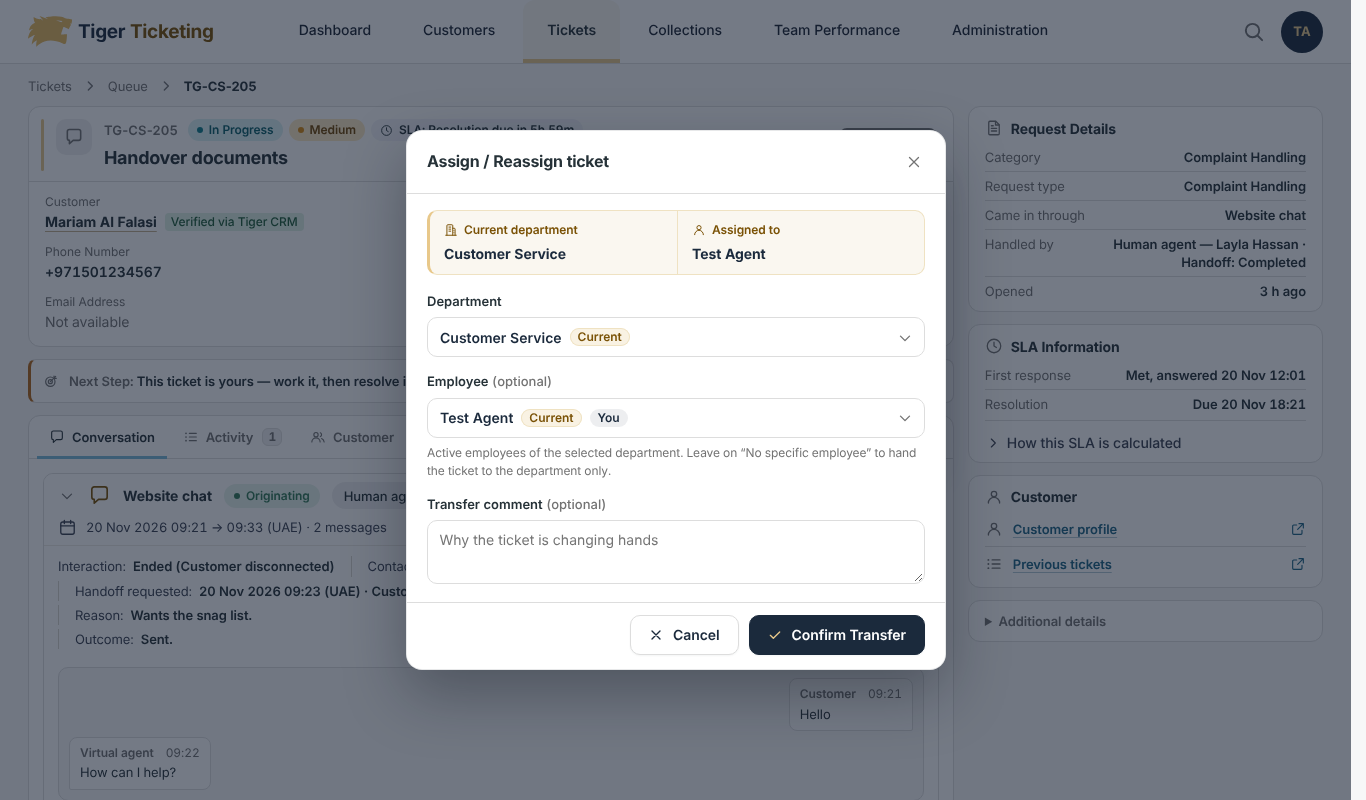 Tiger Ticketing
Dashboard
Customers
Tickets
Collections
Team Performance
Administration
TA
Tickets
Queue
TG-CS-205
TG-CS-205
In Progress
Medium
SLA: Resolution due in 5h 59m
Handover documents
Customer
Mariam Al Falasi
Verified via Tiger CRM
Phone Number
+971501234567
Email Address
Not available
Next Step: This ticket is yours — work it, then resolve
Conversation
Activity 1
Customer
Website chat
Originating
20 Nov 2026 09:21 → 09:33 (UAE) · 2 messages
Interaction: Ended (Customer disconnected)
Handoff requested: 20 Nov 2026 09:23 (UAE) ·
Reason: Wants the snag list.
Outcome: Sent.
Customer 09:21
Hello
Virtual agent 09:22
How can I help?
Assign / Reassign ticket
Current department
Customer Service
Assigned to
Test Agent
Department
Customer Service Current
Employee (optional)
Test Agent Current You
Active employees of the selected department. Leave on “No specific employee” to hand
the ticket to the department only.
Transfer comment (optional)
Why the ticket is changing hands
Cancel
Confirm Transfer
Request Details
Category Complaint Handling
Request type Complaint Handling
Came in through Website chat
Handled by Human agent — Layla Hassan ·
Handoff: Completed
Opened 3 h ago
SLA Information
First response Met, answered 20 Nov 12:01
Resolution Due 20 Nov 18:21
How this SLA is calculated
Customer
Customer profile
Previous tickets
Additional details